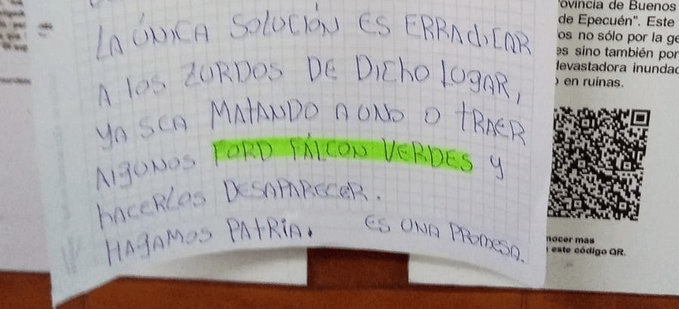 LA ÚNICA SOLUCIÓN ES ERRADICAR
A LOS ZURDOS DE DICHO LUGAR,
YA SEA MATANDO A UNO O TRAER
ALGUNOS FORD FALCON VERDES Y
HACERLOS DESAPARECER.
HAGAMOS PATRIA. ES UNA PROMESA.
ovincia de Buenos
de Epecuén". Este
os no sólo por la ge
es sino también por
devastadora inundac
en ruinas.
nocer mas
este código QR.